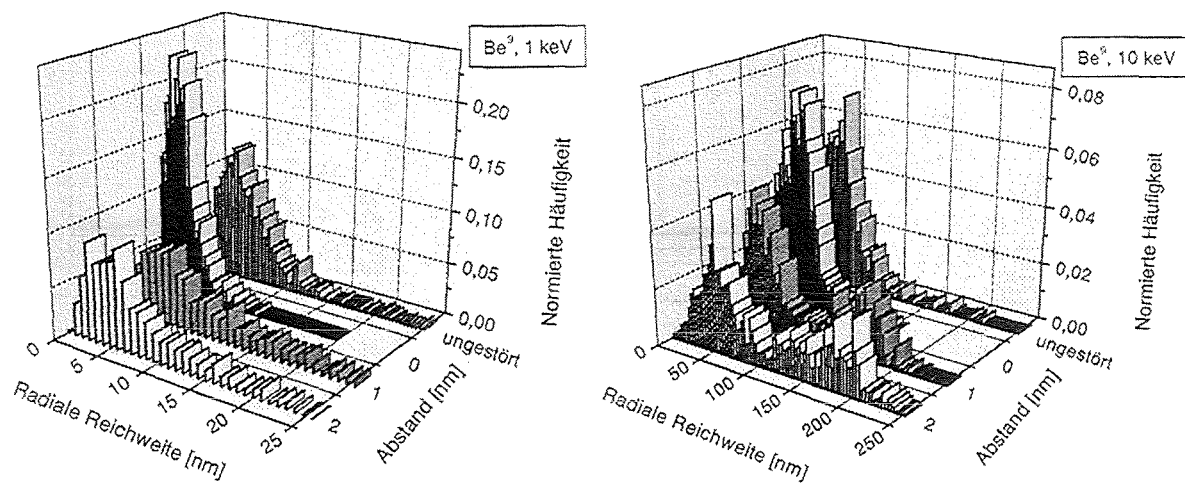 Be⁹, 1 keV
0,20
0,15
0,10
0,05
0,00
Normierte Häufigkeit
ungestört
0
1
2
Abstand [nm]
0
5
10
15
20
25
Radiale Reichweite [nm]
Be⁹, 10 keV
0,08
0,06
0,04
0,02
0,00
Normierte Häufigkeit
ungestört
0
1
2
Abstand [nm]
0
50
100
150
200
250
Radiale Reichweite [nm]